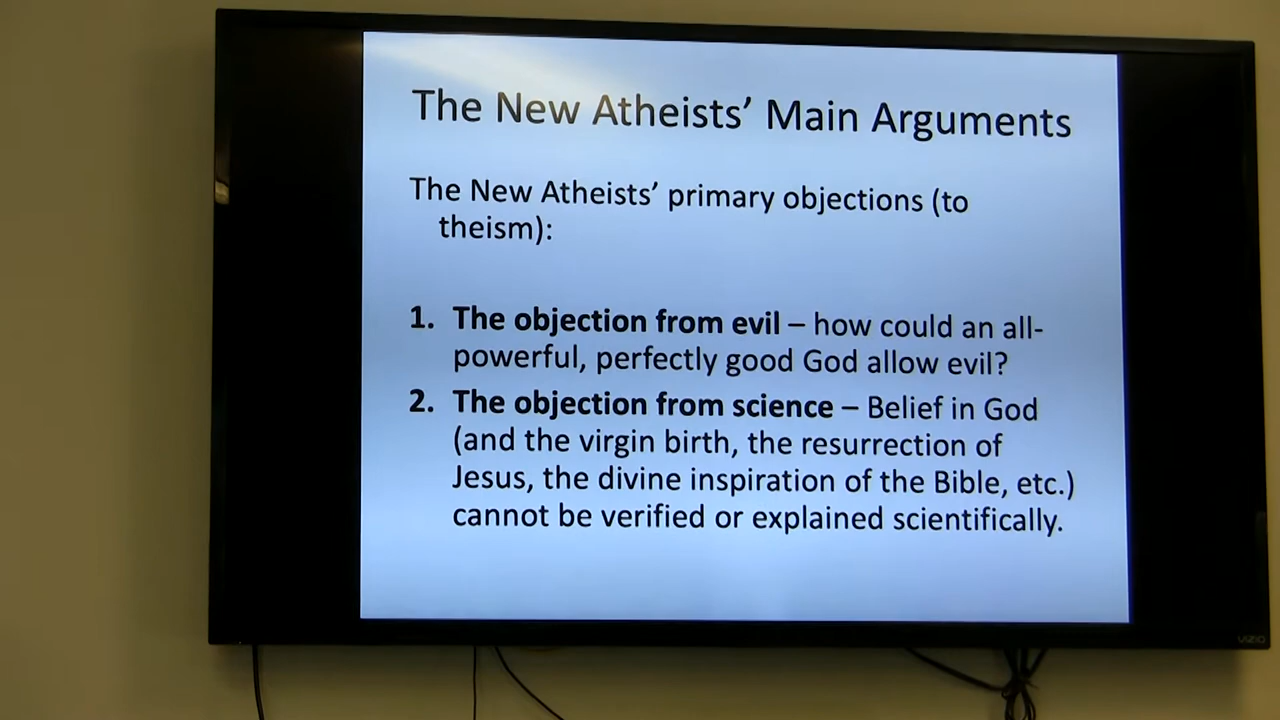 The New Atheists’ Main Arguments
The New Atheists’ primary objections (to
theism):
1. The objection from evil – how could an all-
powerful, perfectly good God allow evil?
2. The objection from science – Belief in God
(and the virgin birth, the resurrection of
Jesus, the divine inspiration of the Bible, etc.)
cannot be verified or explained scientifically.
VIZIO